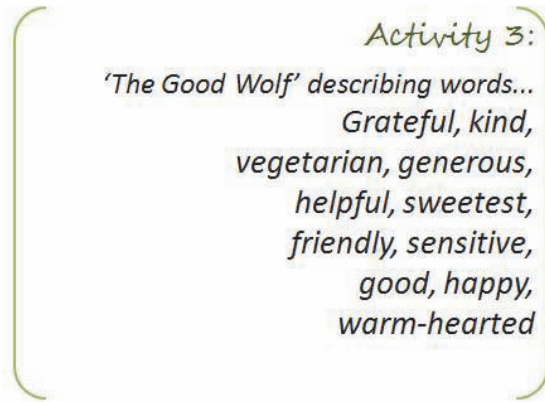 Activity 3:
‘The Good Wolf’ describing words...
Grateful, kind,
vegetarian, generous,
helpful, sweetest,
friendly, sensitive,
good, happy,
warm-hearted